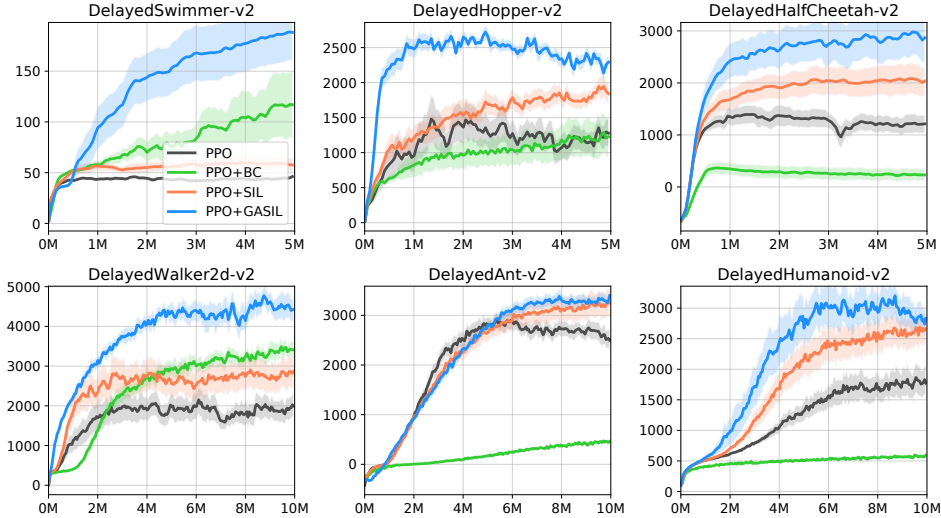 DelayedSwimmer-v2
150
100
50
0
0M 1M 2M 3M 4M 5M
PPO
PPO+BC
PPO+SIL
PPO+GASIL
DelayedHopper-v2
2500
2000
1500
1000
500
0
0M 1M 2M 3M 4M 5M
DelayedHalfCheetah-v2
3000
2000
1000
0
0M 1M 2M 3M 4M 5M
DelayedWalker2d-v2
5000
4000
3000
2000
1000
0
0M 2M 4M 6M 8M 10M
DelayedAnt-v2
3000
2000
1000
0
0M 2M 4M 6M 8M 10M
DelayedHumanoid-v2
3000
2500
2000
1500
1000
500
0
0M 2M 4M 6M 8M 10M